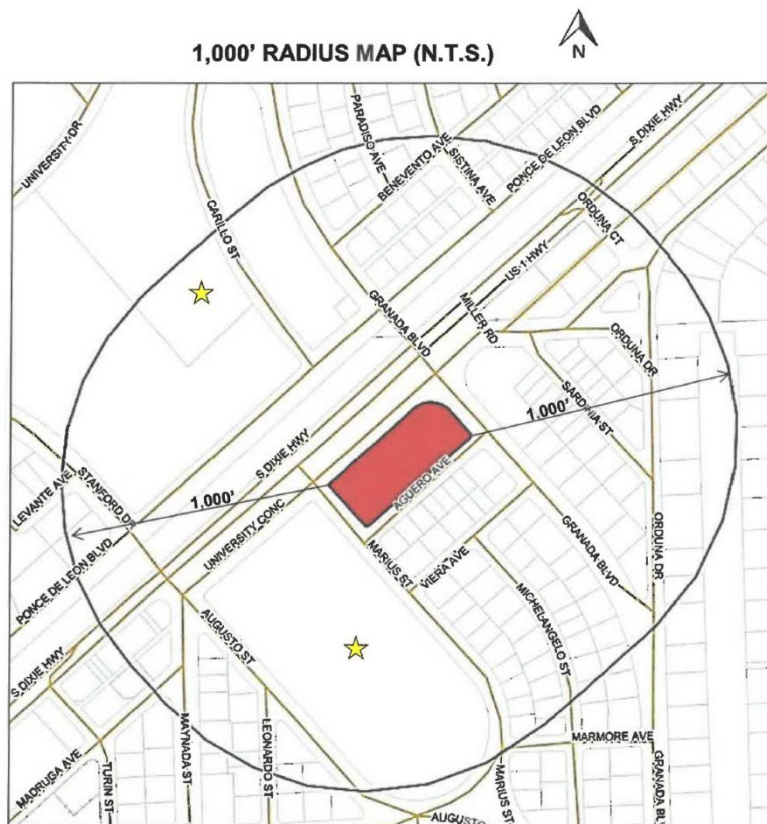 1,000' RADIUS MAP (N.T.S.)
N
UNIVERSITY DR
CARILLO ST
PARADISO AVE
BENEVENTO AVE
SISTINA AVE
PONCE DE LEON BLVD
S DIXIE HWY
ORDUNA CT
US-1 HWY
GRANADA BLVD
MILLER RD
ORDUNA DR
SARDINIA ST
1,000'
S DIXIE HWY
1,000'
AGUERO AVE
LEVANTE AVE
STANFORD DR
UNIVERSITY CONC
MARIUS ST
VIERA AVE
GRANADA BLVD
ORDUNA DR
PONCE DE LEON BLVD
AUGUSTO ST
MICHELANGELO ST
S DIXIE HWY
MAYNADA ST
LEONARDO ST
MARMORE AVE
MADRUGA AVE
TURIN ST
MARIUS ST
GRANADA BLV
AUGUSTO